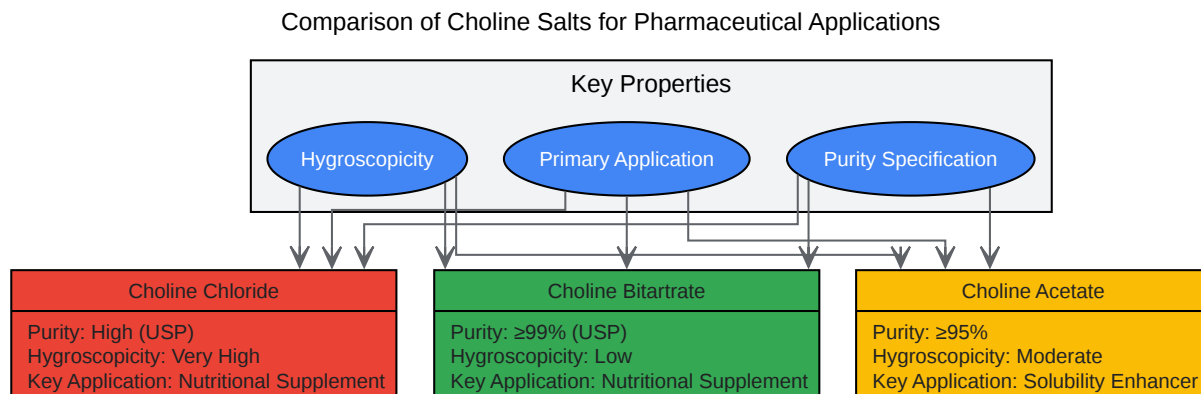 Comparison of Choline Salts for Pharmaceutical Applications
Key Properties
Hygroscopicity
Primary Application
Purity Specification
Choline Chloride
Purity: High (USP)
Hygroscopicity: Very High
Key Application: Nutritional Supplement
Choline Bitartrate
Purity: ≥99% (USP)
Hygroscopicity: Low
Key Application: Nutritional Supplement
Choline Acetate
Purity: ≥95%
Hygroscopicity: Moderate
Key Application: Solubility Enhancer